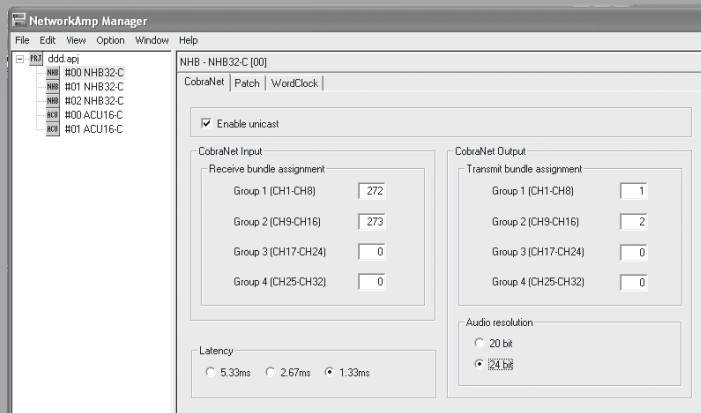 NetworkAmp Manager
File Edit View Option Window Help
PRJ ddd.apj
NHB #00 NHB32-C
NHB #01 NHB32-C
NHB #02 NHB32-C
ACU #00 ACU16-C
ACU #01 ACU16-C
NHB - NHB32-C [00]
CobraNet Patch WordClock
Enable unicast
CobraNet Input
Receive bundle assignment
Group 1 (CH1-CH8) 272
Group 2 (CH9-CH16) 273
Group 3 (CH17-CH24) 0
Group 4 (CH25-CH32) 0
Latency
5.33ms 2.67ms 1.33ms
CobraNet Output
Transmit bundle assignment
Group 1 (CH1-CH8) 1
Group 2 (CH9-CH16) 2
Group 3 (CH17-CH24) 0
Group 4 (CH25-CH32) 0
Audio resolution
20 bit
24 bit